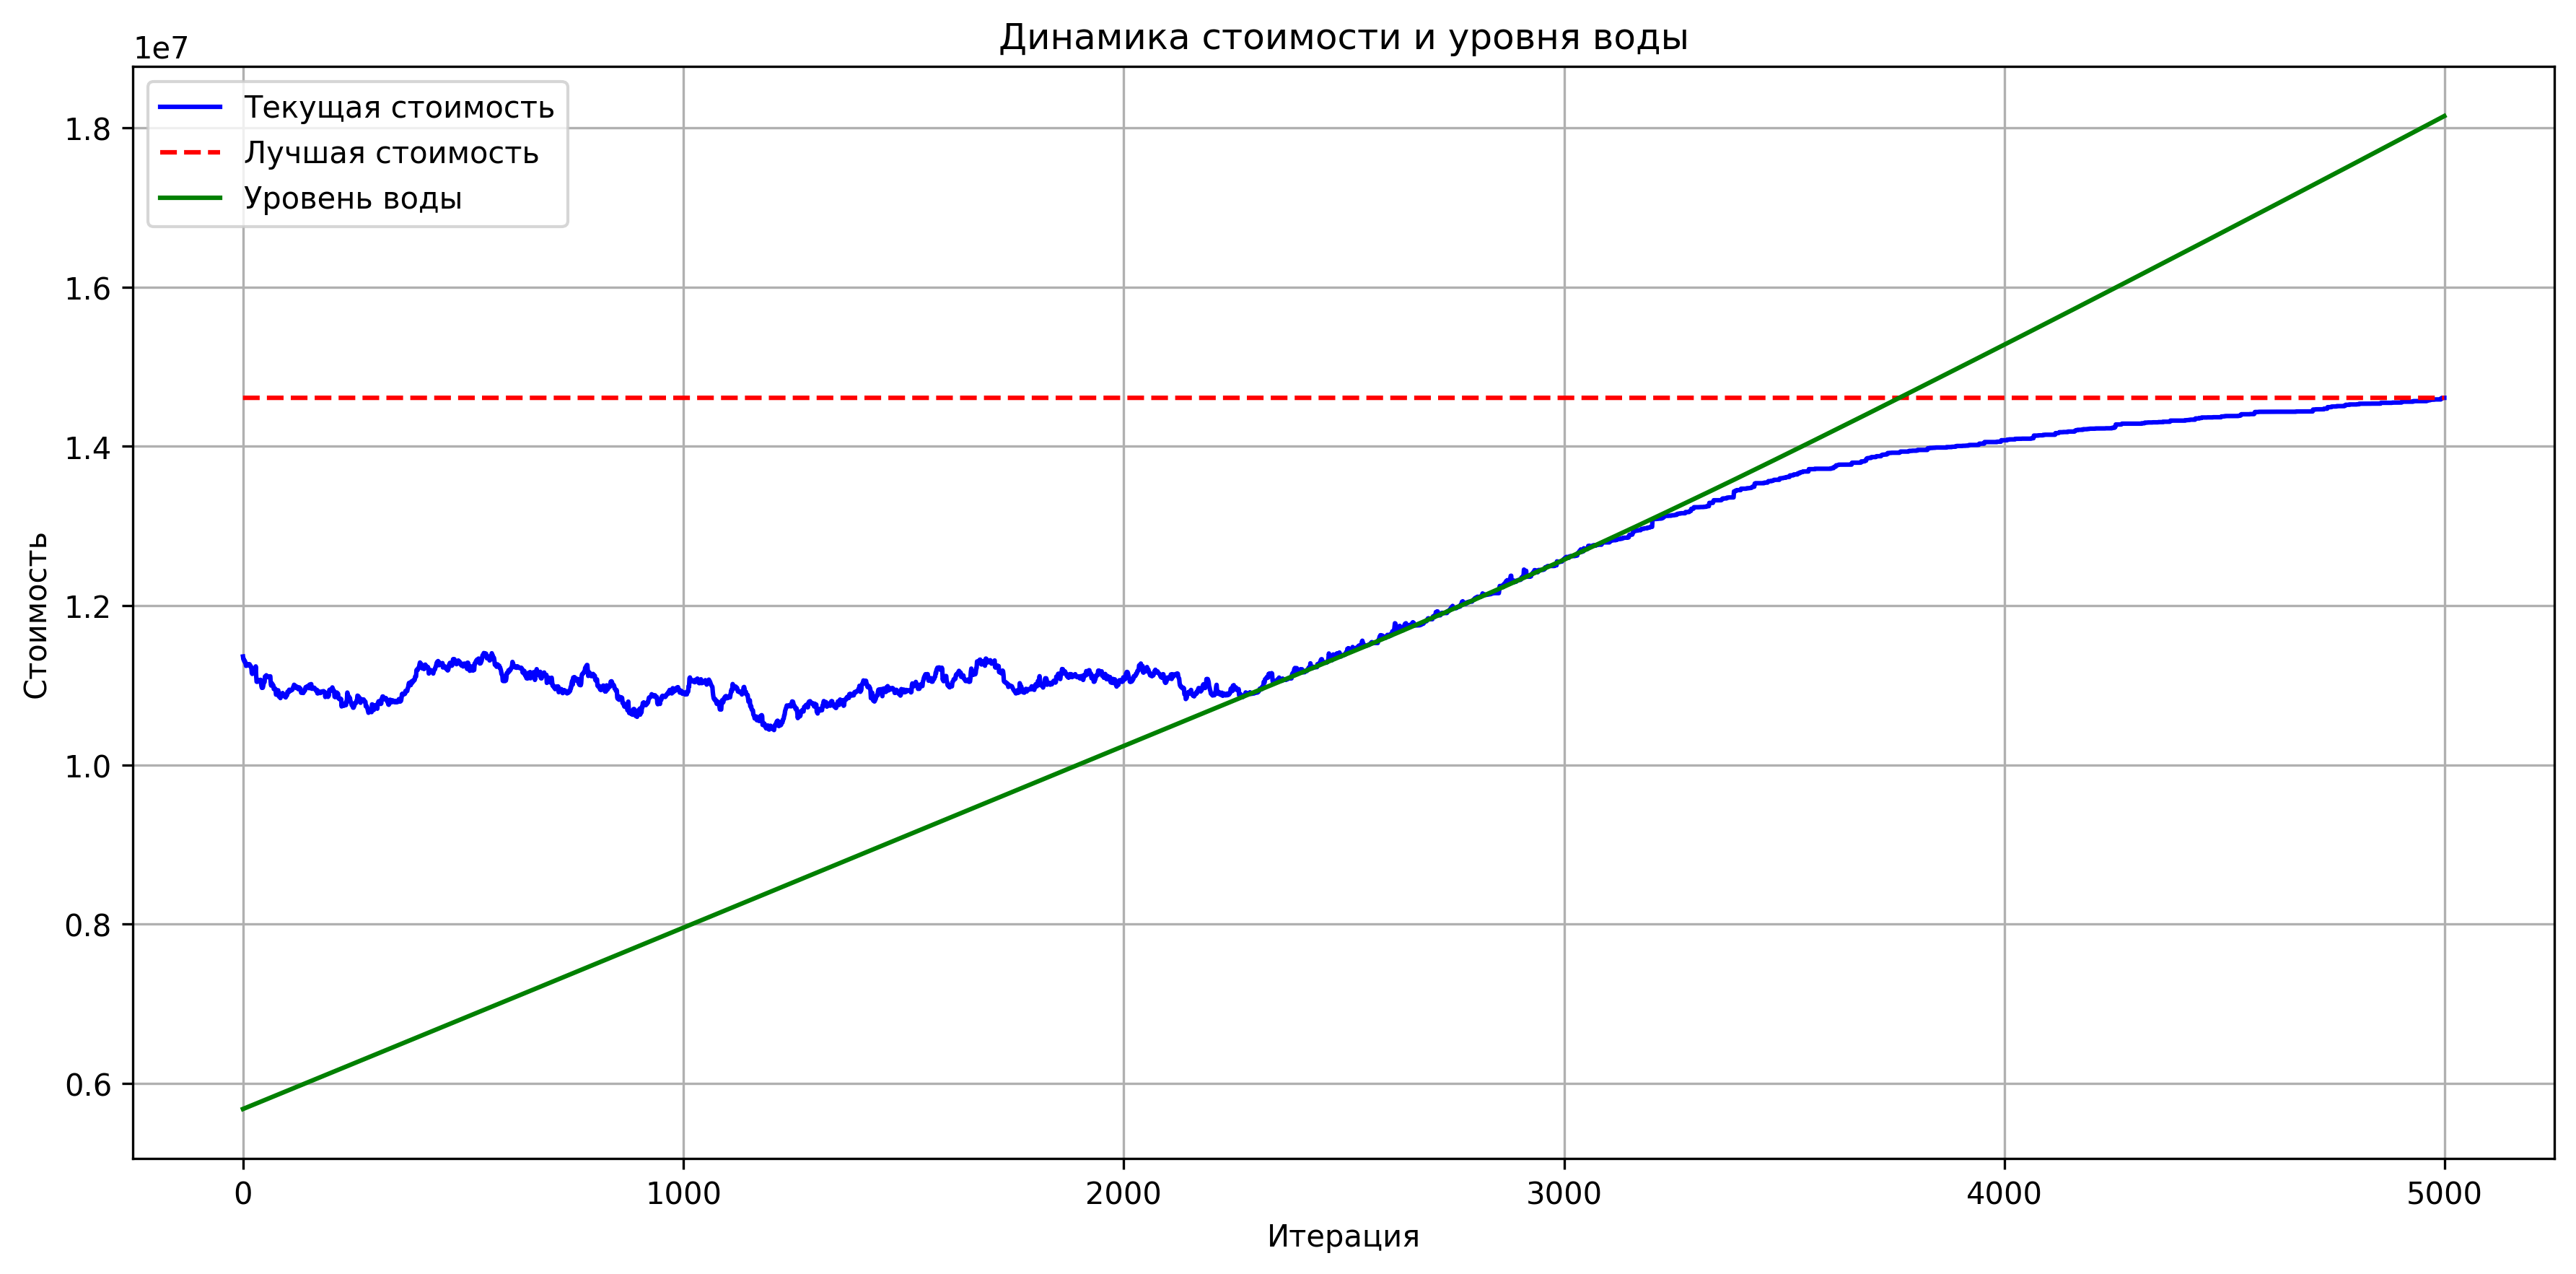 Динамика стоимости и уровня воды
1e7
Текущая стоимость
Лучшая стоимость
Уровень воды
1.8
1.6
1.4
1.2
1.0
0.8
0.6
Стоимость
0 1000 2000 3000 4000 5000
Итерация